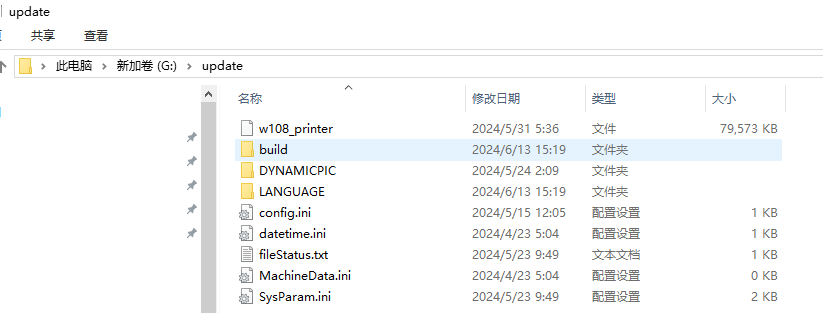 update
共享 查看
此电脑 新加卷 (G:) update
名称 修改日期 类型 大小
w108_printer 2024/5/31 5:36 文件 79,573 KB
build 2024/6/13 15:19 文件夹
DYNAMICPIC 2024/5/24 2:09 文件夹
LANGUAGE 2024/6/13 15:19 文件夹
config.ini 2024/5/15 12:05 配置设置 1 KB
datetime.ini 2024/4/23 5:04 配置设置 1 KB
fileStatus.txt 2024/5/23 9:49 文本文档 1 KB
MachineData.ini 2024/4/23 5:04 配置设置 0 KB
SysParam.ini 2024/5/23 9:49 配置设置 2 KB